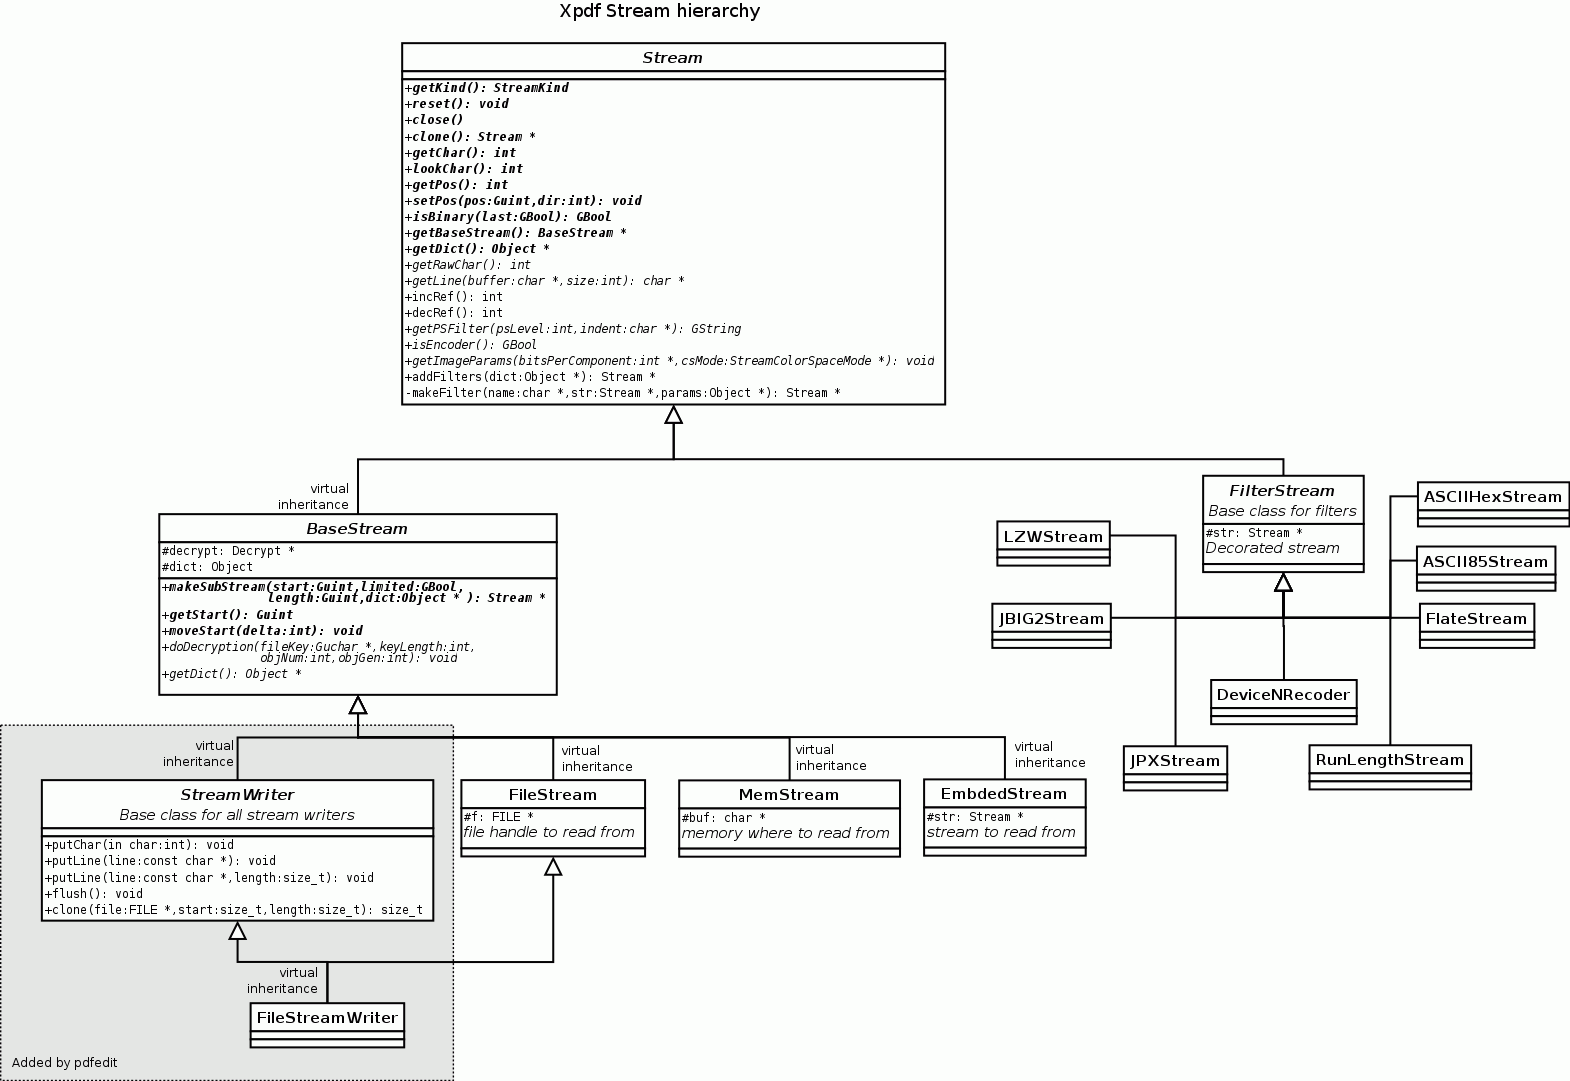 Xpdf Stream hierarchy
Stream
+getKind(): StreamKind
+reset(): void
+close()
+clone(): Stream *
+getChar(): int
+lookChar(): int
+getPos(): int
+setPos(pos:Guint,dir:int): void
+isBinary(last:GBool): GBool
+getBaseStream(): BaseStream *
+getDict(): Object *
+getRawChar(): int
+getLine(buffer:char *,size:int): char *
+incRef(): int
+decRef(): int
+getPSFilter(psLevel:int,indent:char *): GString
+isEncoder(): GBool
+getImageParams(bitsPerComponent:int *,csMode:StreamColorSpaceMode *): void
+addFilters(dict:Object *): Stream *
-makeFilter(name:char *,str:Stream *,params:Object *): Stream *
virtual
inheritance
BaseStream
#decrypt: Decrypt *
#dict: Object
+makeSubStream(start:Guint,limited:GBool,
length:Guint,dict:Object * ): Stream *
+getStart(): Guint
+moveStart(delta:int): void
+doDecryption(fileKey:Guchar *,keyLength:int,
objNum:int,objGen:int): void
+getDict(): Object *
FilterStream
Base class for filters
#str: Stream *
Decorated stream
ASCIIHexStream
LZWStream
ASCII85Stream
JBIG2Stream
FlateStream
DeviceNRecoder
JPXStream
RunLengthStream
virtual
inheritance
virtual
inheritance
virtual
inheritance
virtual
inheritance
StreamWriter
Base class for all stream writers
+putChar(in char:int): void
+putLine(line:const char *): void
+putLine(line:const char *,length:size_t): void
+flush(): void
+clone(file:FILE *,start:size_t,length:size_t): size_t
FileStream
#f: FILE *
file handle to read from
MemStream
#buf: char *
memory where to read from
EmbdedStream
#str: Stream *
stream to read from
virtual
inheritance
FileStreamWriter
Added by pdfedit